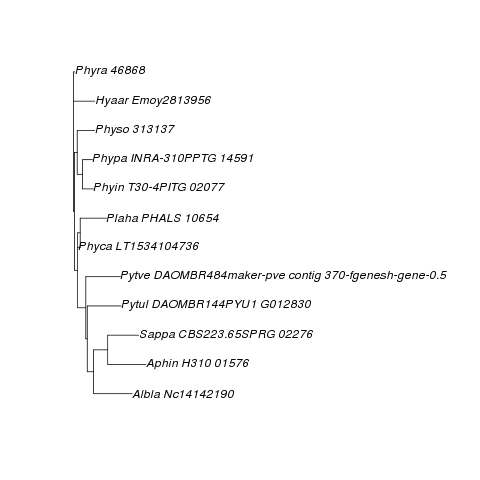 Phyra 46868
Hyaar Emoy2813956
Physo 313137
Phypa INRA-310PPTG 14591
Phyin T30-4PITG 02077
Plaha PHALS 10654
Phyca LT1534104736
Pytve DAOMBR484maker-pve contig 370-fgenesh-gene-0.5
Pytul DAOMBR144PYU1 G012830
Sappa CBS223.65SPRG 02276
Aphin H310 01576
Albla Nc14142190